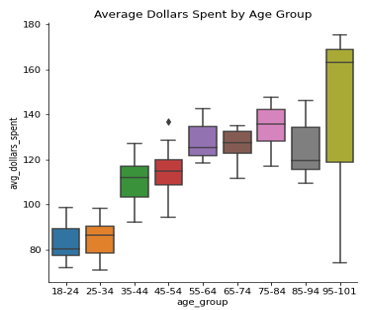 Average Dollars Spent by Age Group
avg_dollars_spent
180
160
140
120
100
80
18-24 25-34 35-44 45-54 55-64 65-74 75-84 85-94 95-101
age_group